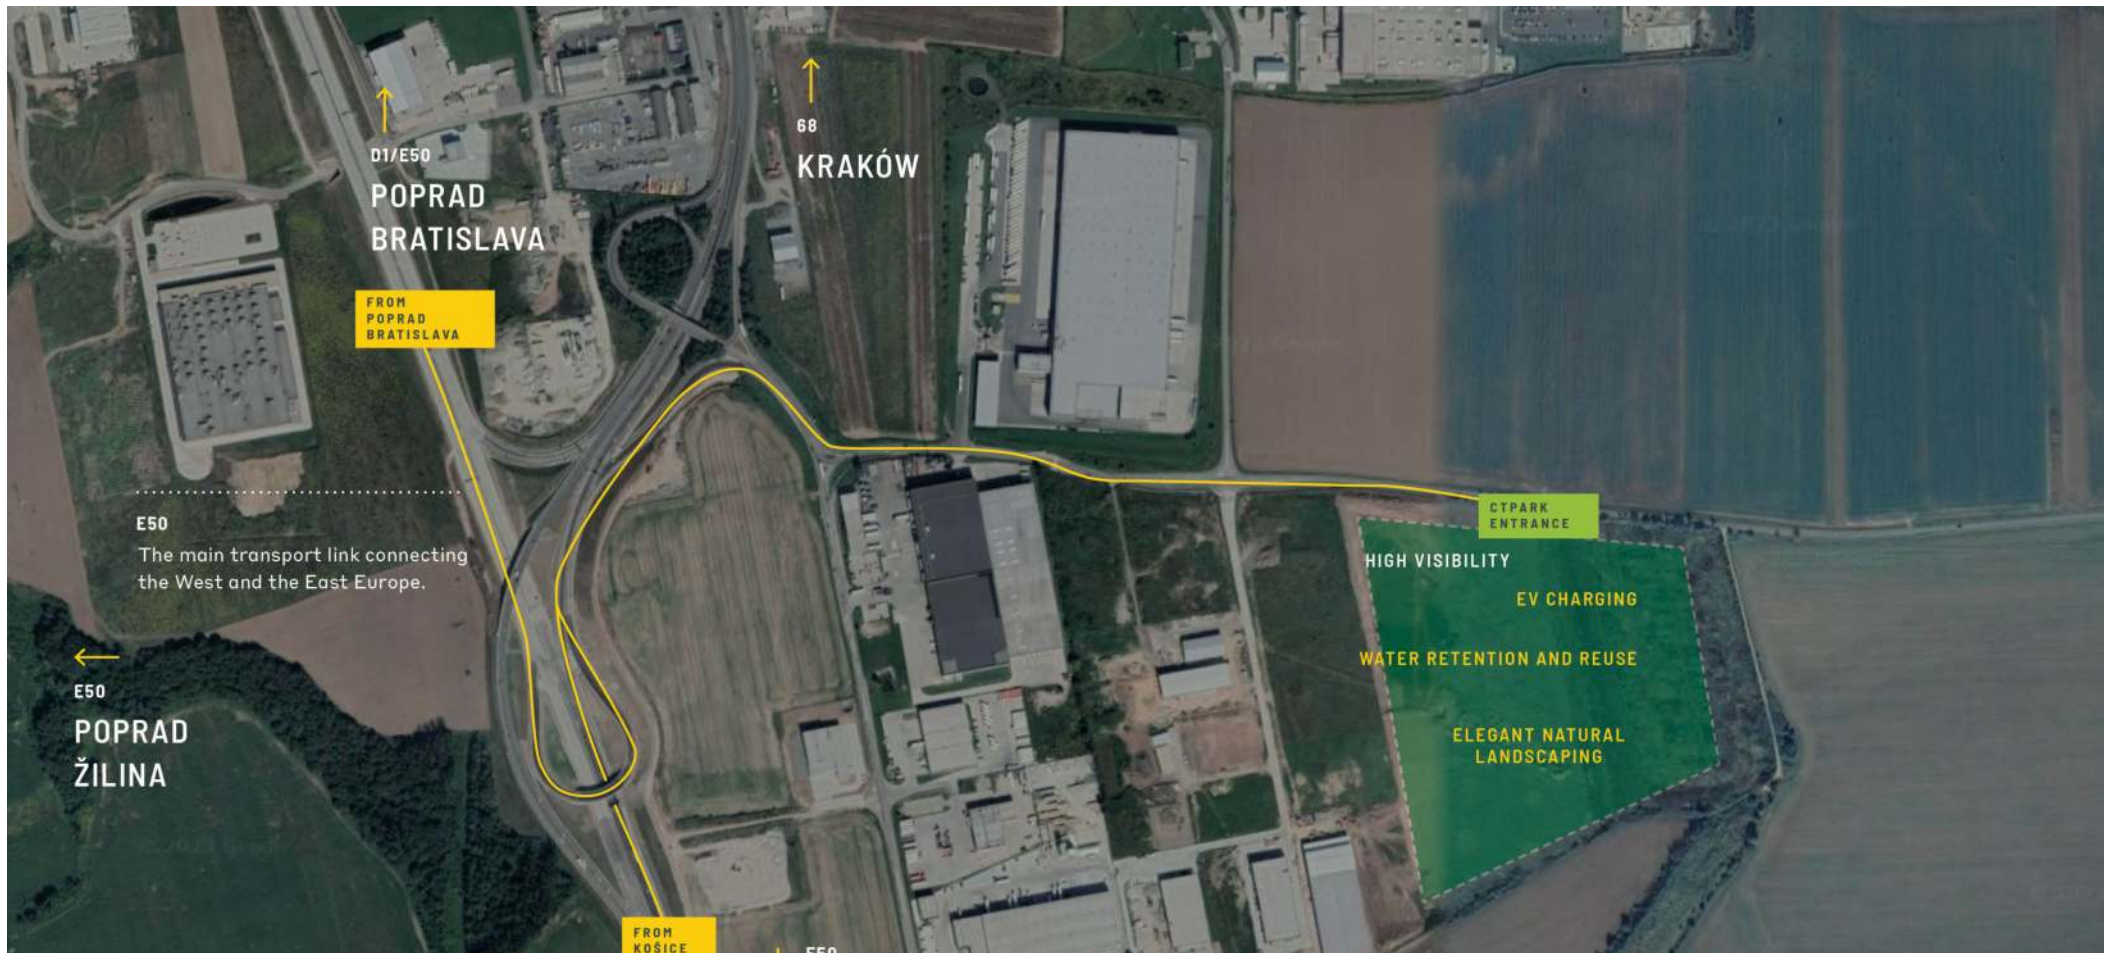 D1/E50
POPRAD
BRATISLAVA
68
KRAKÓW
FROM
POPRAD
BRATISLAVA
E50
The main transport link connecting
the West and the East Europe.
E50
POPRAD
ŽILINA
CTPARK
ENTRANCE
HIGH VISIBILITY
EV CHARGING
WATER RETENTION AND REUSE
ELEGANT NATURAL
LANDSCAPING
FROM
KOŠICE
E50